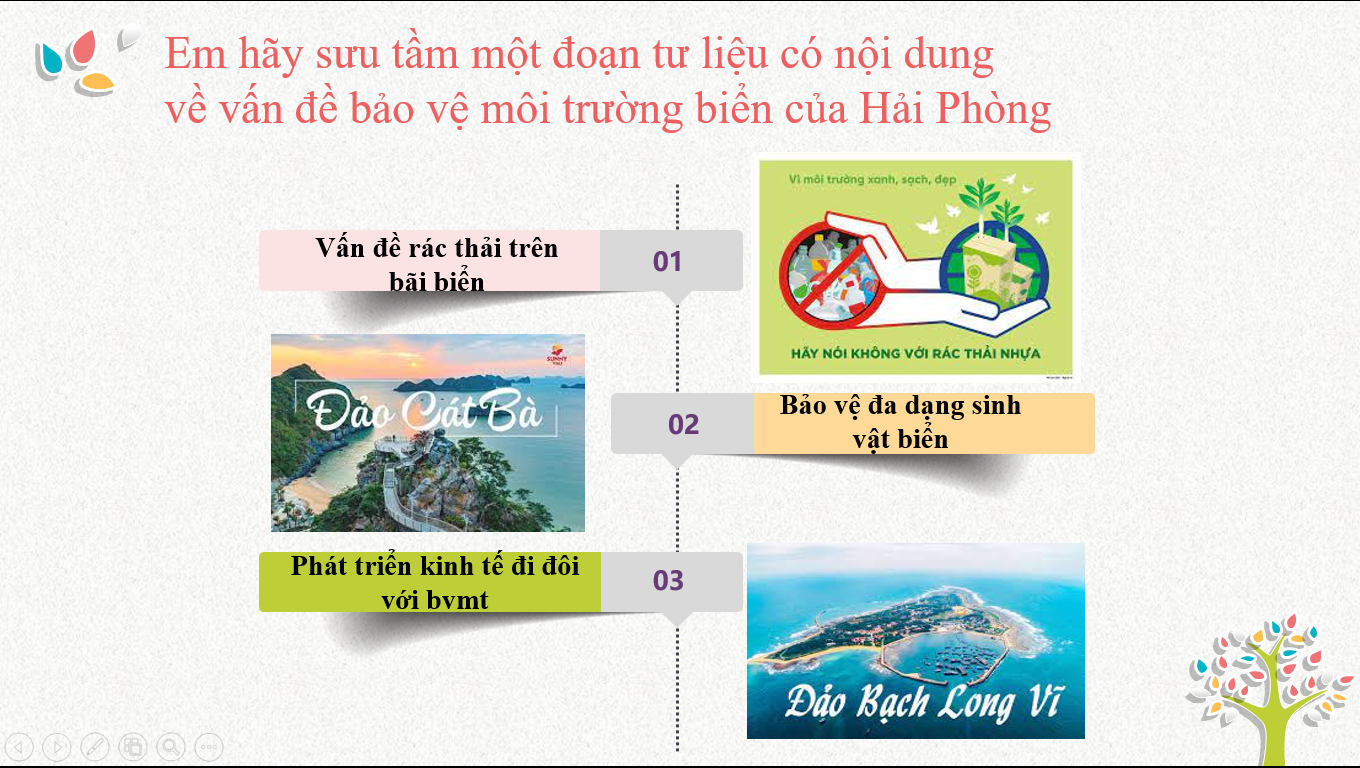 Em hãy sưu tầm một đoạn tư liệu có nội dung
về vấn đề bảo vệ môi trường biển của Hải Phòng
Vấn đề rác thải trên
bãi biển
01
Vì môi trường xanh, sạch, đẹp
HÃY NÓI KHÔNG VỚI RÁC THẢI NHỰA
SUNNY
Đảo Cát Bà
02
Bảo vệ đa dạng sinh
vật biển
Phát triển kinh tế đi đôi
với bvmt
03
Đảo Bạch Long Vĩ